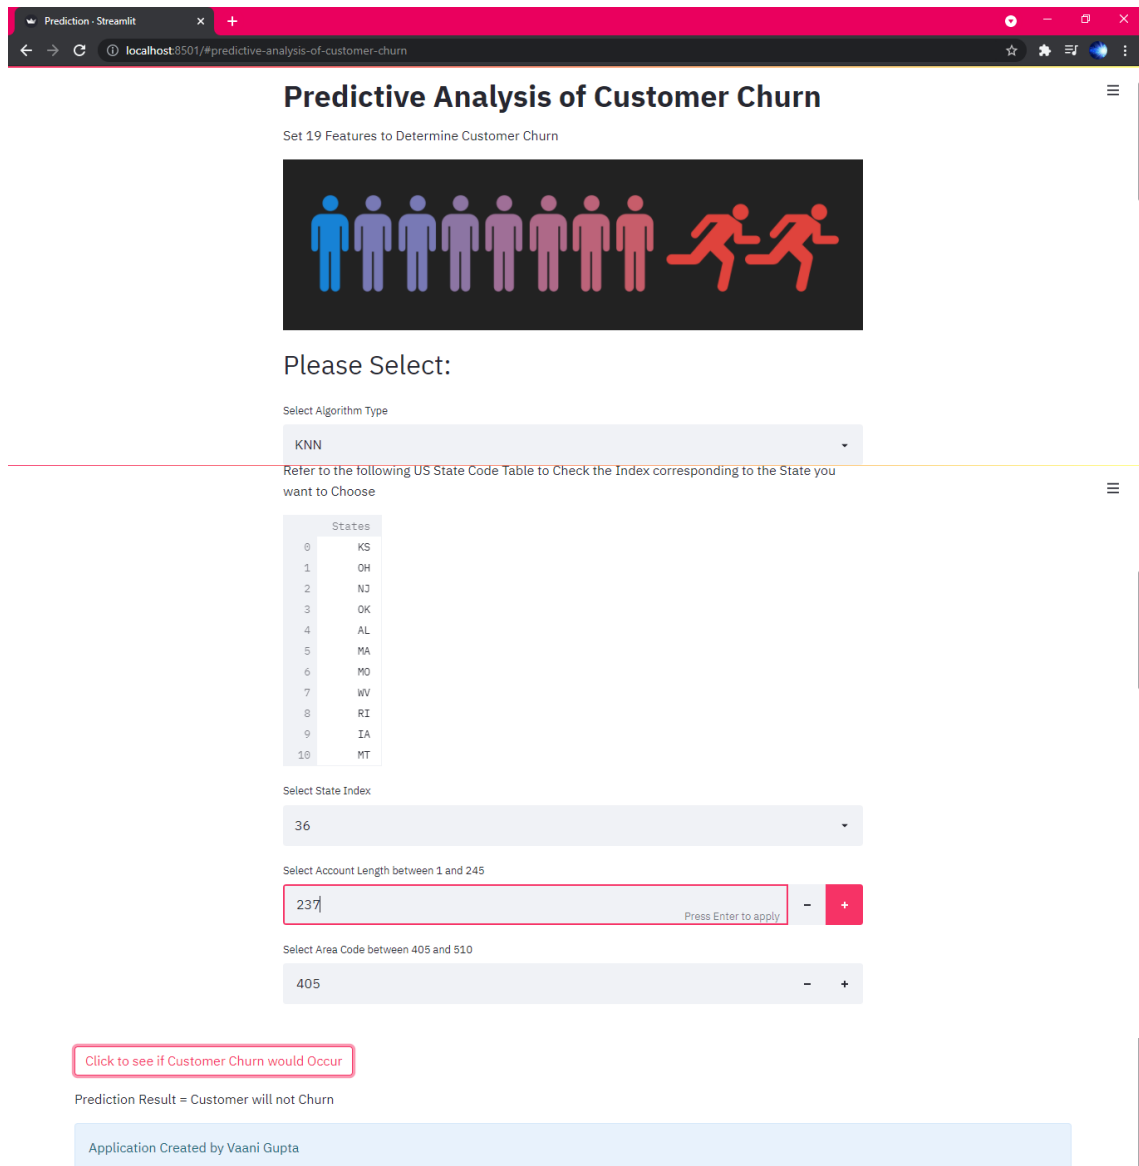 Prediction · Streamlit
localhost:8501/#predictive-analysis-of-customer-churn
Predictive Analysis of Customer Churn
Set 19 Features to Determine Customer Churn
Please Select:
Select Algorithm Type
KNN
Refer to the following US State Code Table to Check the Index corresponding to the State you
want to Choose
States
0 KS
1 OH
2 NJ
3 OK
4 AL
5 MA
6 MO
7 WV
8 RI
9 IA
10 MT
Select State Index
36
Select Account Length between 1 and 245
237
Press Enter to apply
Select Area Code between 405 and 510
405
Click to see if Customer Churn would Occur
Prediction Result = Customer will not Churn
Application Created by Vaani Gupta